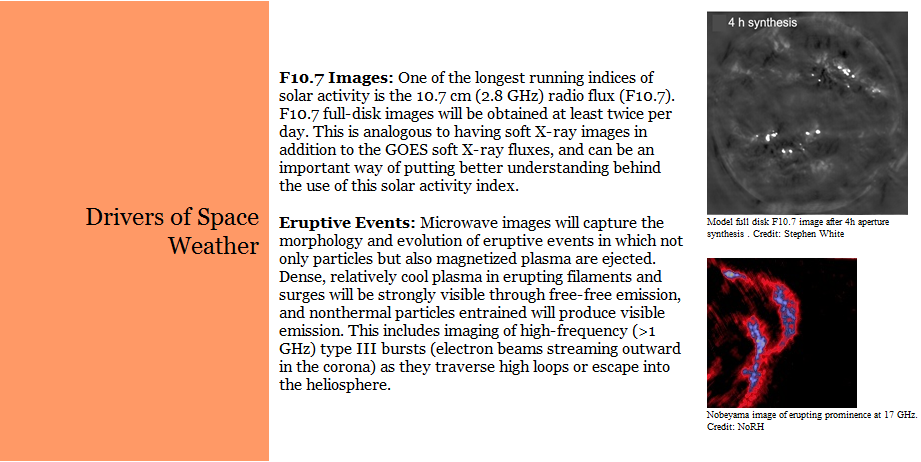 Drivers of Space
Weather
F10.7 Images: One of the longest running indices of
solar activity is the 10.7 cm (2.8 GHz) radio flux (F10.7).
F10.7 full-disk images will be obtained at least twice per
day. This is analogous to having soft X-ray images in
addition to the GOES soft X-ray fluxes, and can be an
important way of putting better understanding behind
the use of this solar activity index.
Eruptive Events: Microwave images will capture the
morphology and evolution of eruptive events in which not
only particles but also magnetized plasma are ejected.
Dense, relatively cool plasma in erupting filaments and
surges will be strongly visible through free-free emission,
and nonthermal particles entrained will produce visible
emission. This includes imaging of high-frequency (>1
GHz) type III bursts (electron beams streaming outward
in the corona) as they traverse high loops or escape into
the heliosphere.
4 h synthesis
Model full disk F10.7 image after 4h aperture
synthesis . Credit: Stephen White
Nobeyama image of erupting prominence at 17 GHz.
Credit: NoRH